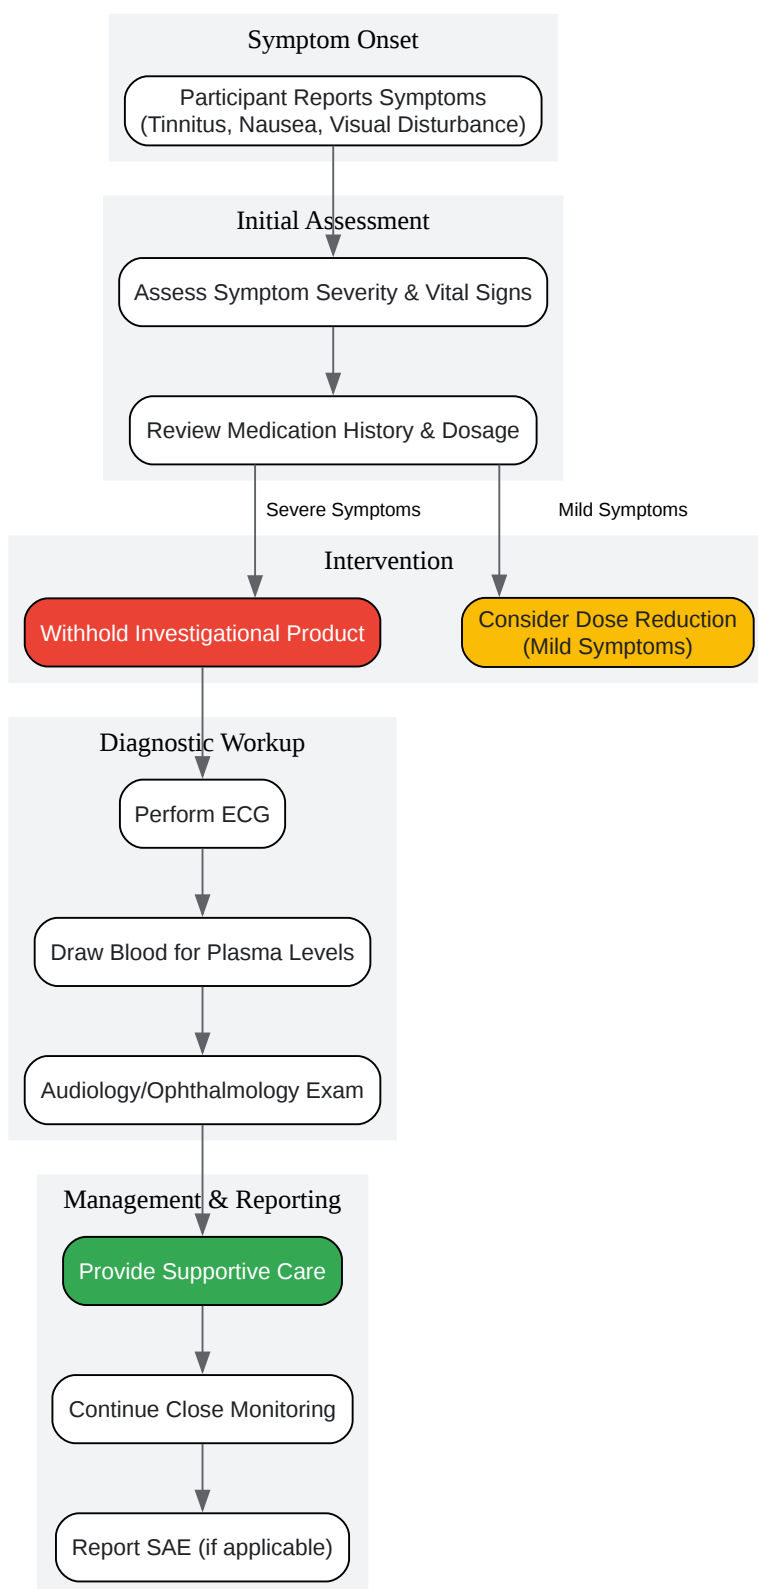 Symptom Onset
Participant Reports Symptoms
(Tinnitus, Nausea, Visual Disturbance)
Initial Assessment
Assess Symptom Severity & Vital Signs
Review Medication History & Dosage
Severe Symptoms
Mild Symptoms
Intervention
Withhold Investigational Product
Consider Dose Reduction
(Mild Symptoms)
Diagnostic Workup
Perform ECG
Draw Blood for Plasma Levels
Audiology/Ophthalmology Exam
Management & Reporting
Provide Supportive Care
Continue Close Monitoring
Report SAE (if applicable)